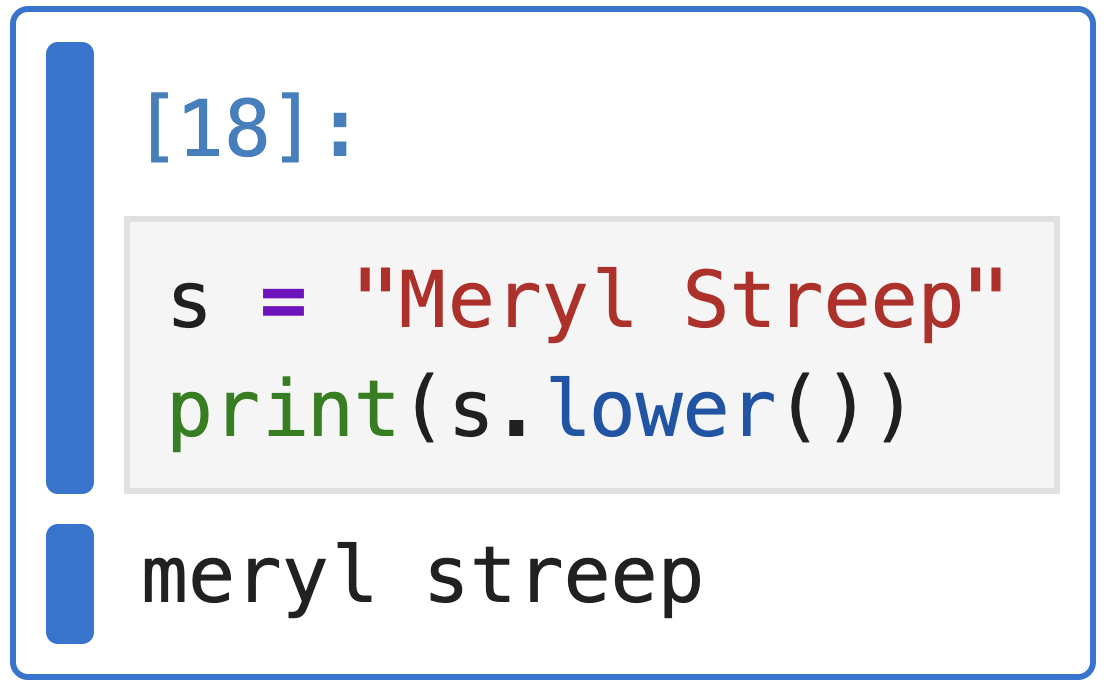 [18]:
s = "Meryl Streep"
print(s.lower())
meryl streep